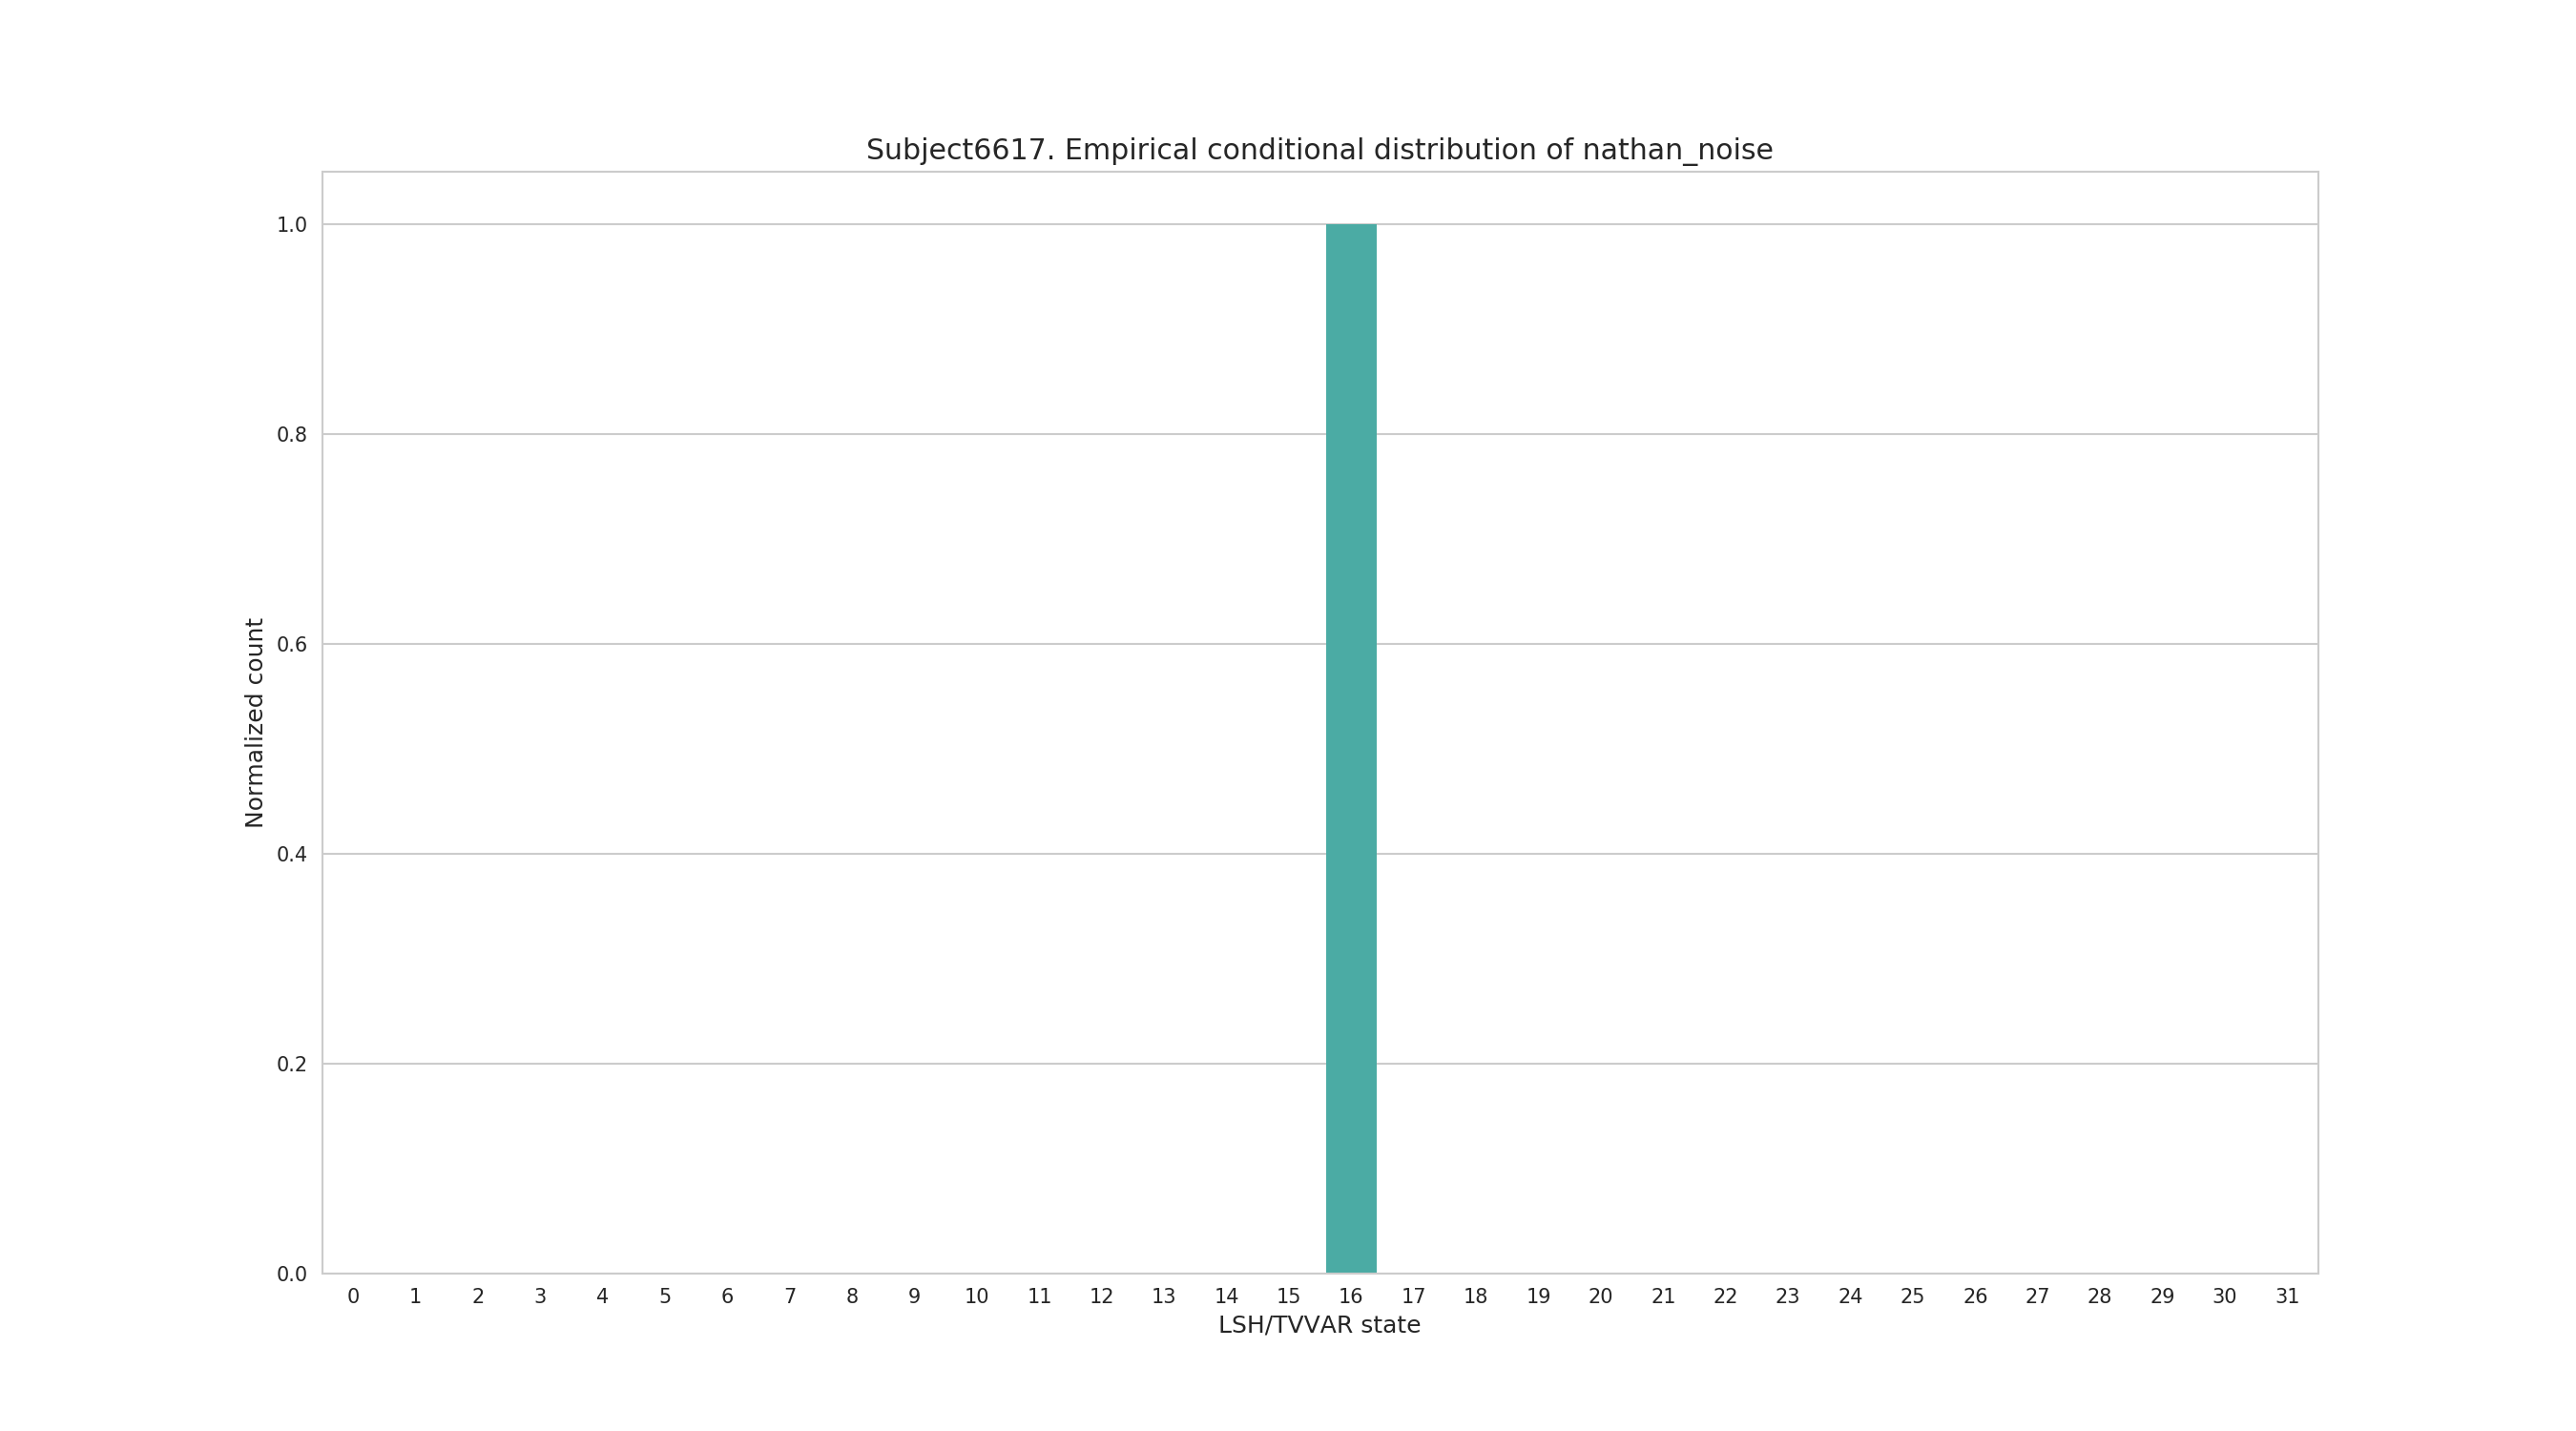 Subject6617. Empirical conditional distribution of nathan_noise
1.0
0.8
0.6
0.4
0.2
0.0
Normalized count
0 1 2 3 4 5 6 7 8 9 10 11 12 13 14 15 16 17 18 19 20 21 22 23 24 25 26 27 28 29 30 31
LSH/TVVAR state